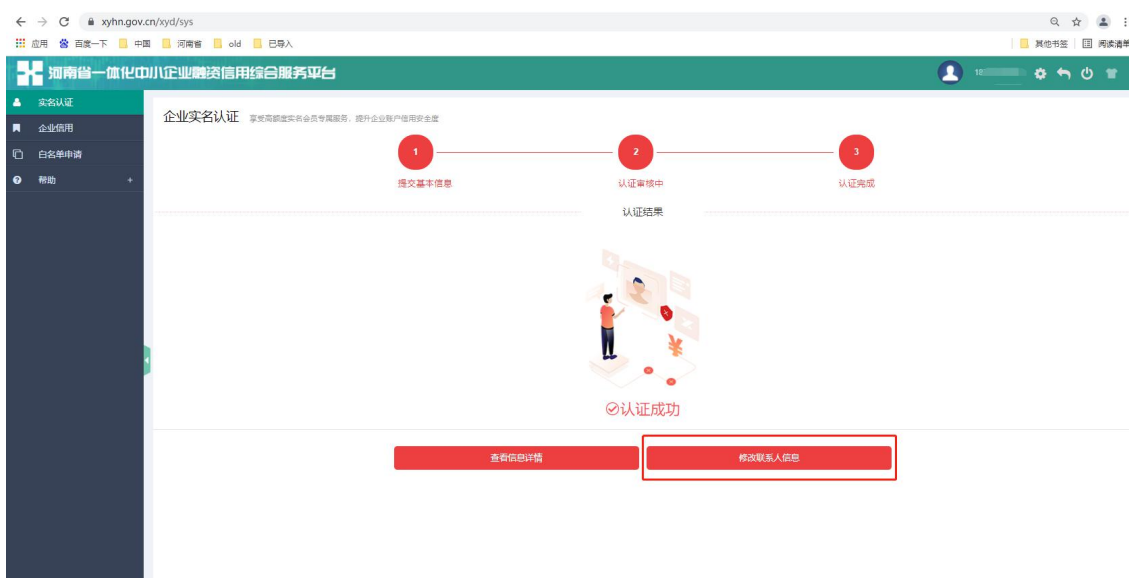 xyhn.gov.cn/xyd/sys
应用 百度一下 中国 河南省 old 已导入 其他书签 阅读清单
河南省一体化中小企业融资信用综合服务平台 18
实名认证
企业信用
白名单申请
帮助 +
企业实名认证 享受高额度实名会员专属服务，提升企业账户信用安全度
1 2 3
提交基本信息 认证审核中 认证完成
认证结果
¥
认证成功
查看信息详情 修改联系人信息